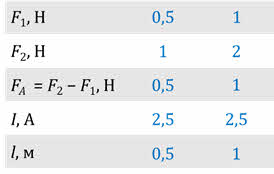 F₁, Н 0,5 1
F₂, Н 1 2
F_A = F₂ − F₁, Н 0,5 1
I, А 2,5 2,5
l, м 0,5 1